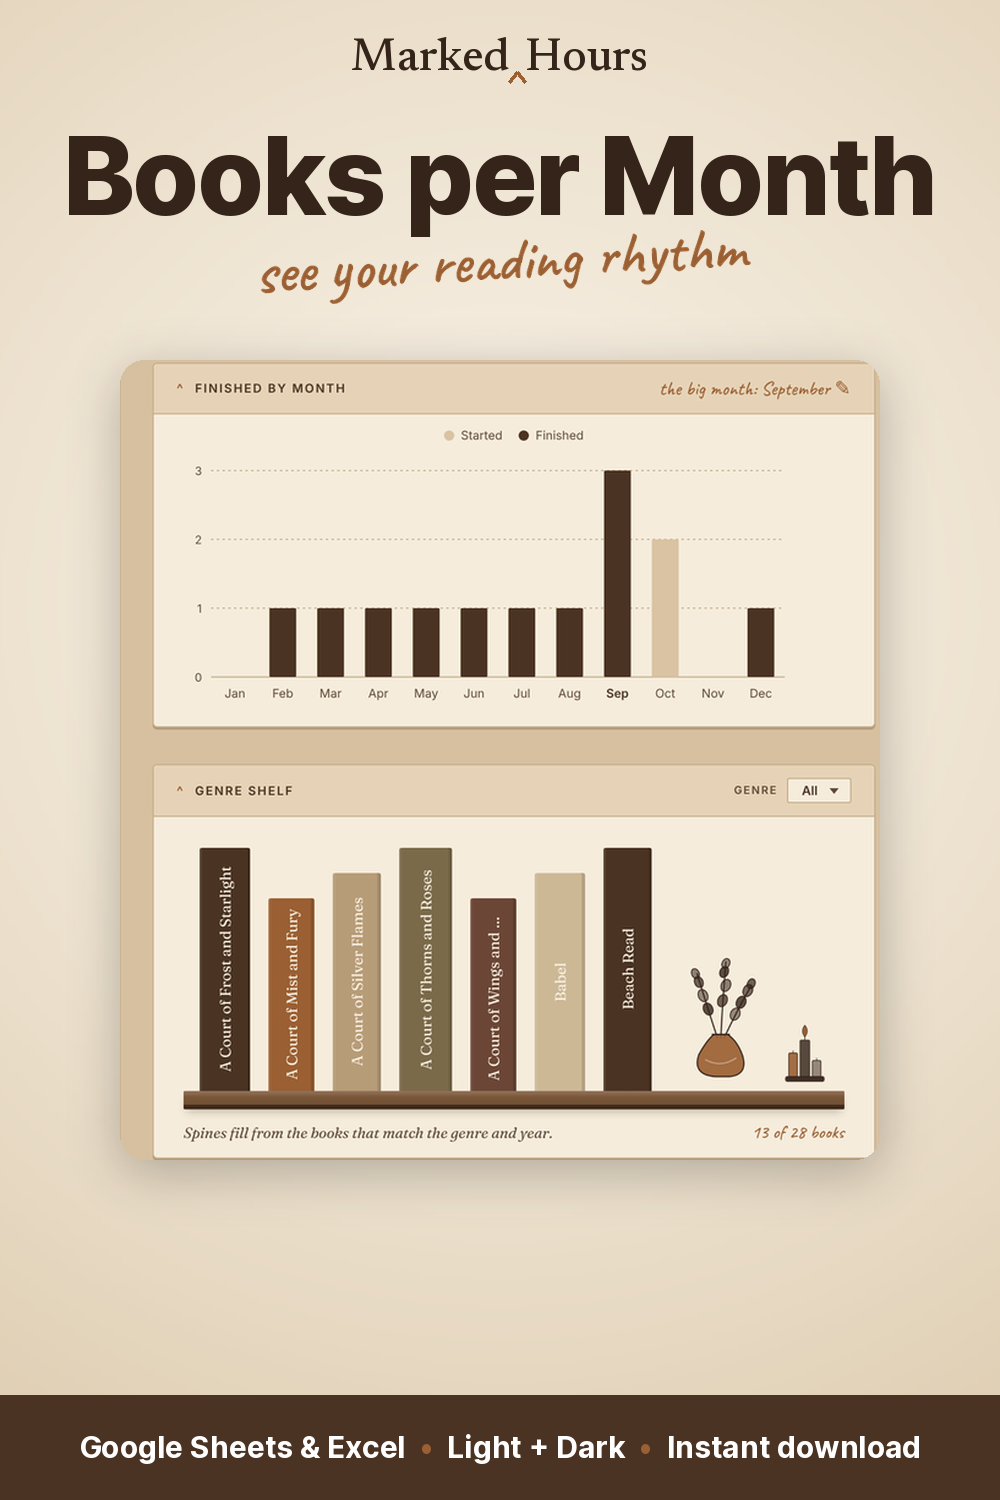 Marked ^ Hours
Books per Month
see your reading rhythm
^ FINISHED BY MONTH
the big month: September ✎
Started
Finished
3
2
1
0
Jan Feb Mar Apr May Jun Jul Aug Sep Oct Nov Dec
^ GENRE SHELF
GENRE All ▼
A Court of Frost and Starlight
A Court of Mist and Fury
A Court of Silver Flames
A Court of Thorns and Roses
A Court of Wings and ...
Babel
Beach Read
Spines fill from the books that match the genre and year.
13 of 28 books
Google Sheets & Excel • Light + Dark • Instant download